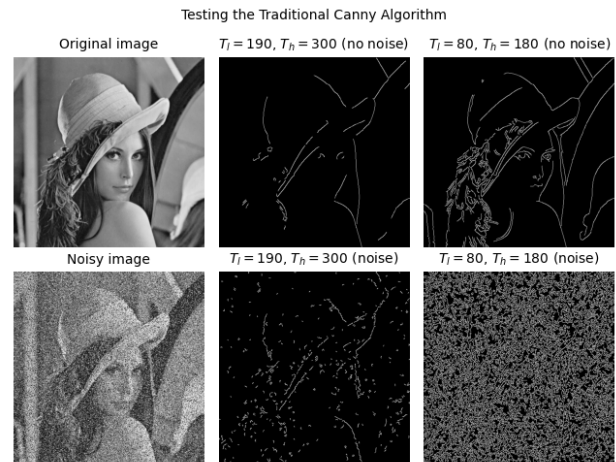 Testing the Traditional Canny Algorithm
Original image
T_l = 190, T_h = 300 (no noise)
T_l = 80, T_h = 180 (no noise)
Noisy image
T_l = 190, T_h = 300 (noise)
T_l = 80, T_h = 180 (noise)